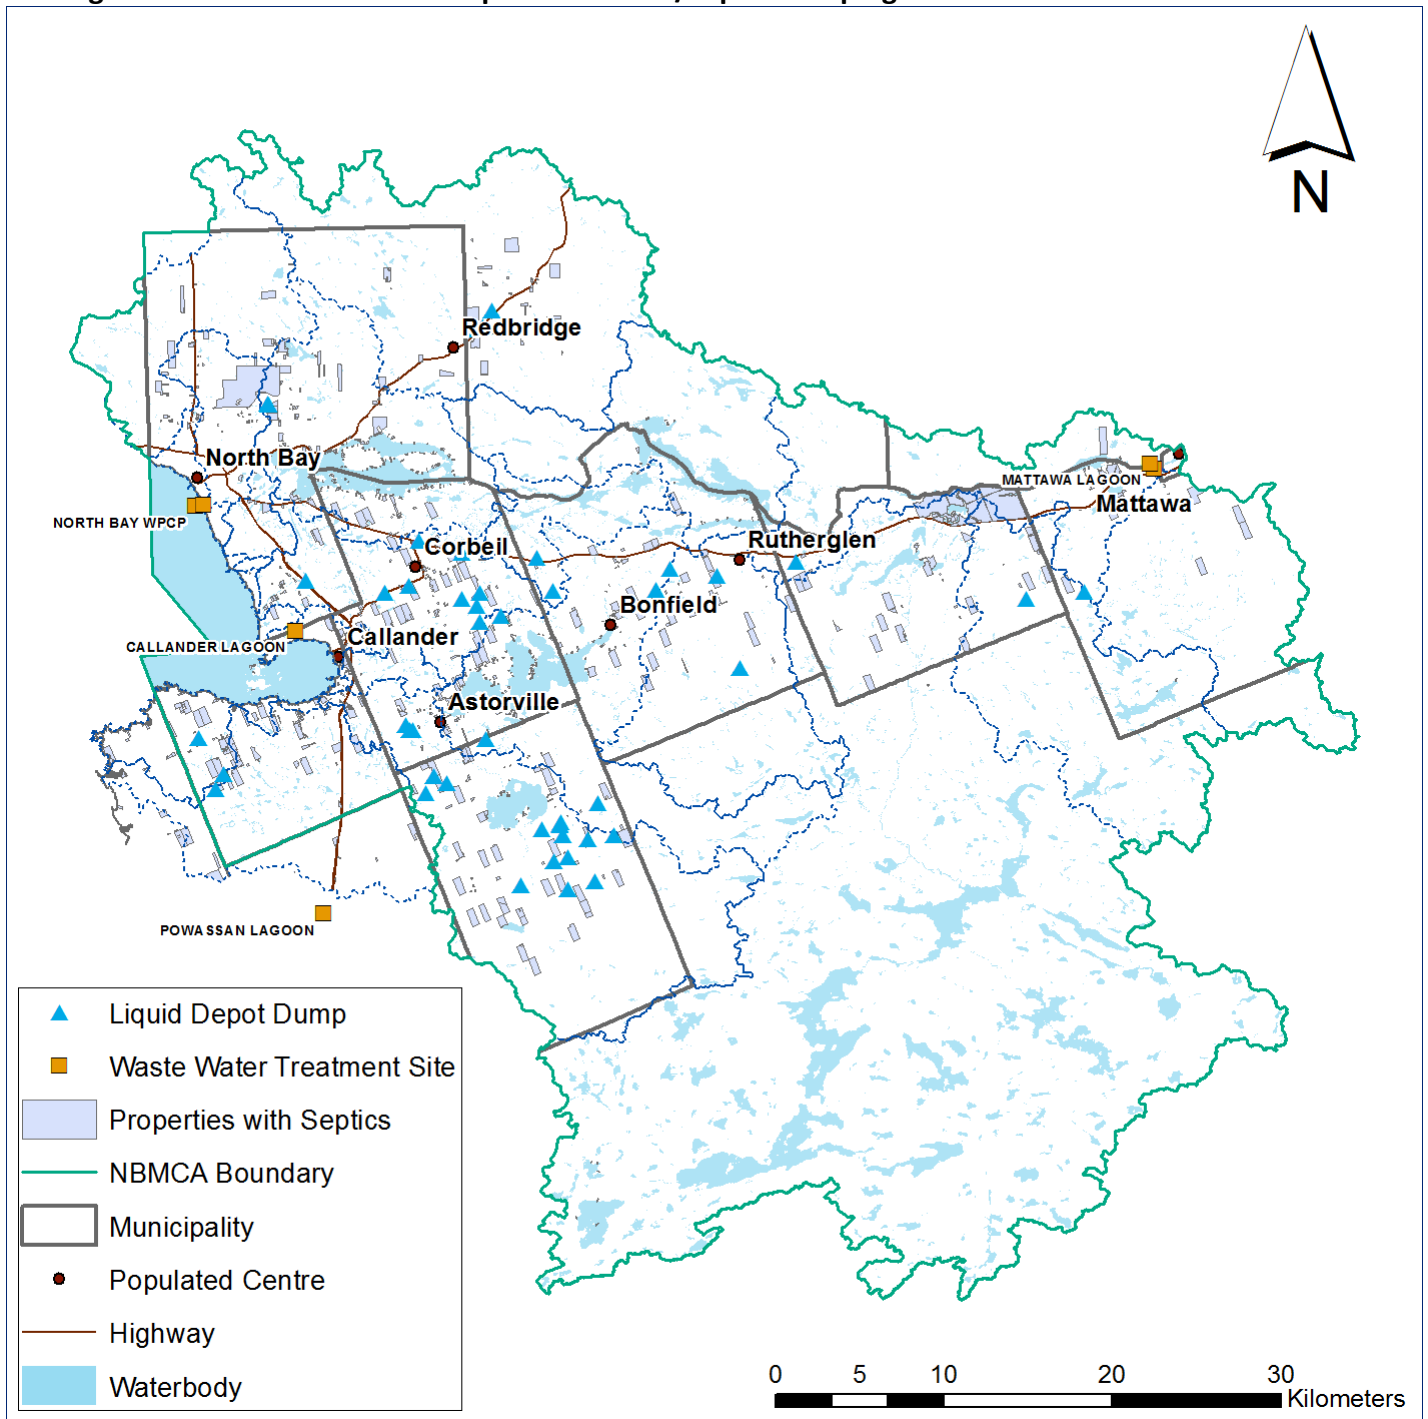 N
Redbridge
North Bay
MATTAWA LAGOON
Mattawa
NORTH BAY WPCP
Corbeil
Rutherglen
Bonfield
Callander
CALLANDER LAGOON
Astorville
POWASSAN LAGOON
Liquid Depot Dump
Waste Water Treatment Site
Properties with Septics
NBMCA Boundary
Municipality
Populated Centre
Highway
Waterbody
0 5 10 20 30
Kilometers